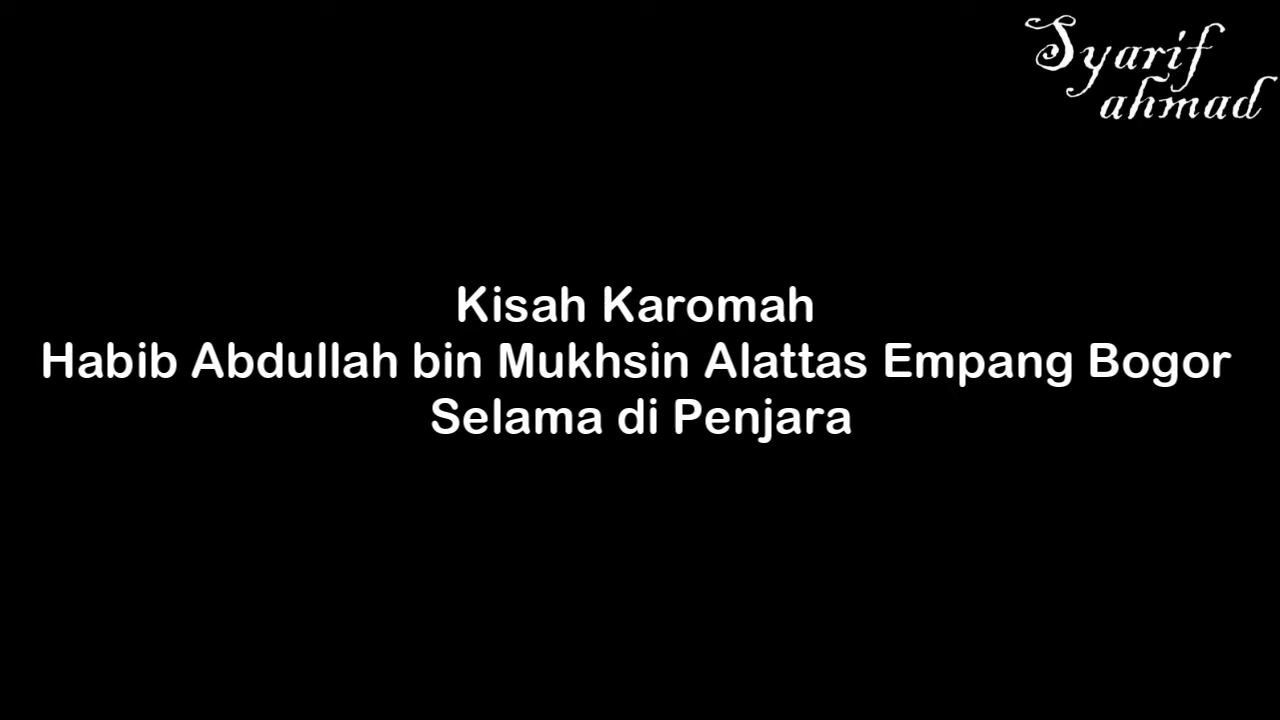 Syarif
ahmad
Kisah Karomah
Habib Abdullah bin Mukhsin Alattas Empang Bogor
Selama di Penjara